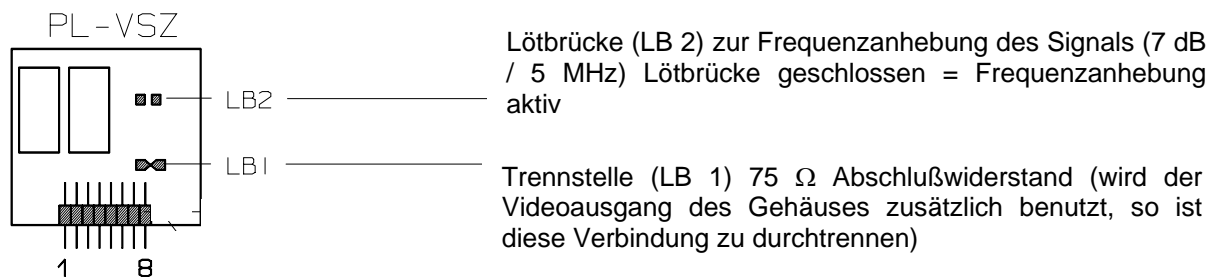 PL-VSZ
Lötbrücke (LB 2) zur Frequenzanhebung des Signals (7 dB
/ 5 MHz) Lötbrücke geschlossen = Frequenzanhebung
aktiv
LB2
LB1
Trennstelle (LB 1) 75 Ω Abschlußwiderstand (wird der
Videoausgang des Gehäuses zusätzlich benutzt, so ist
diese Verbindung zu durchtrennen)
1 8